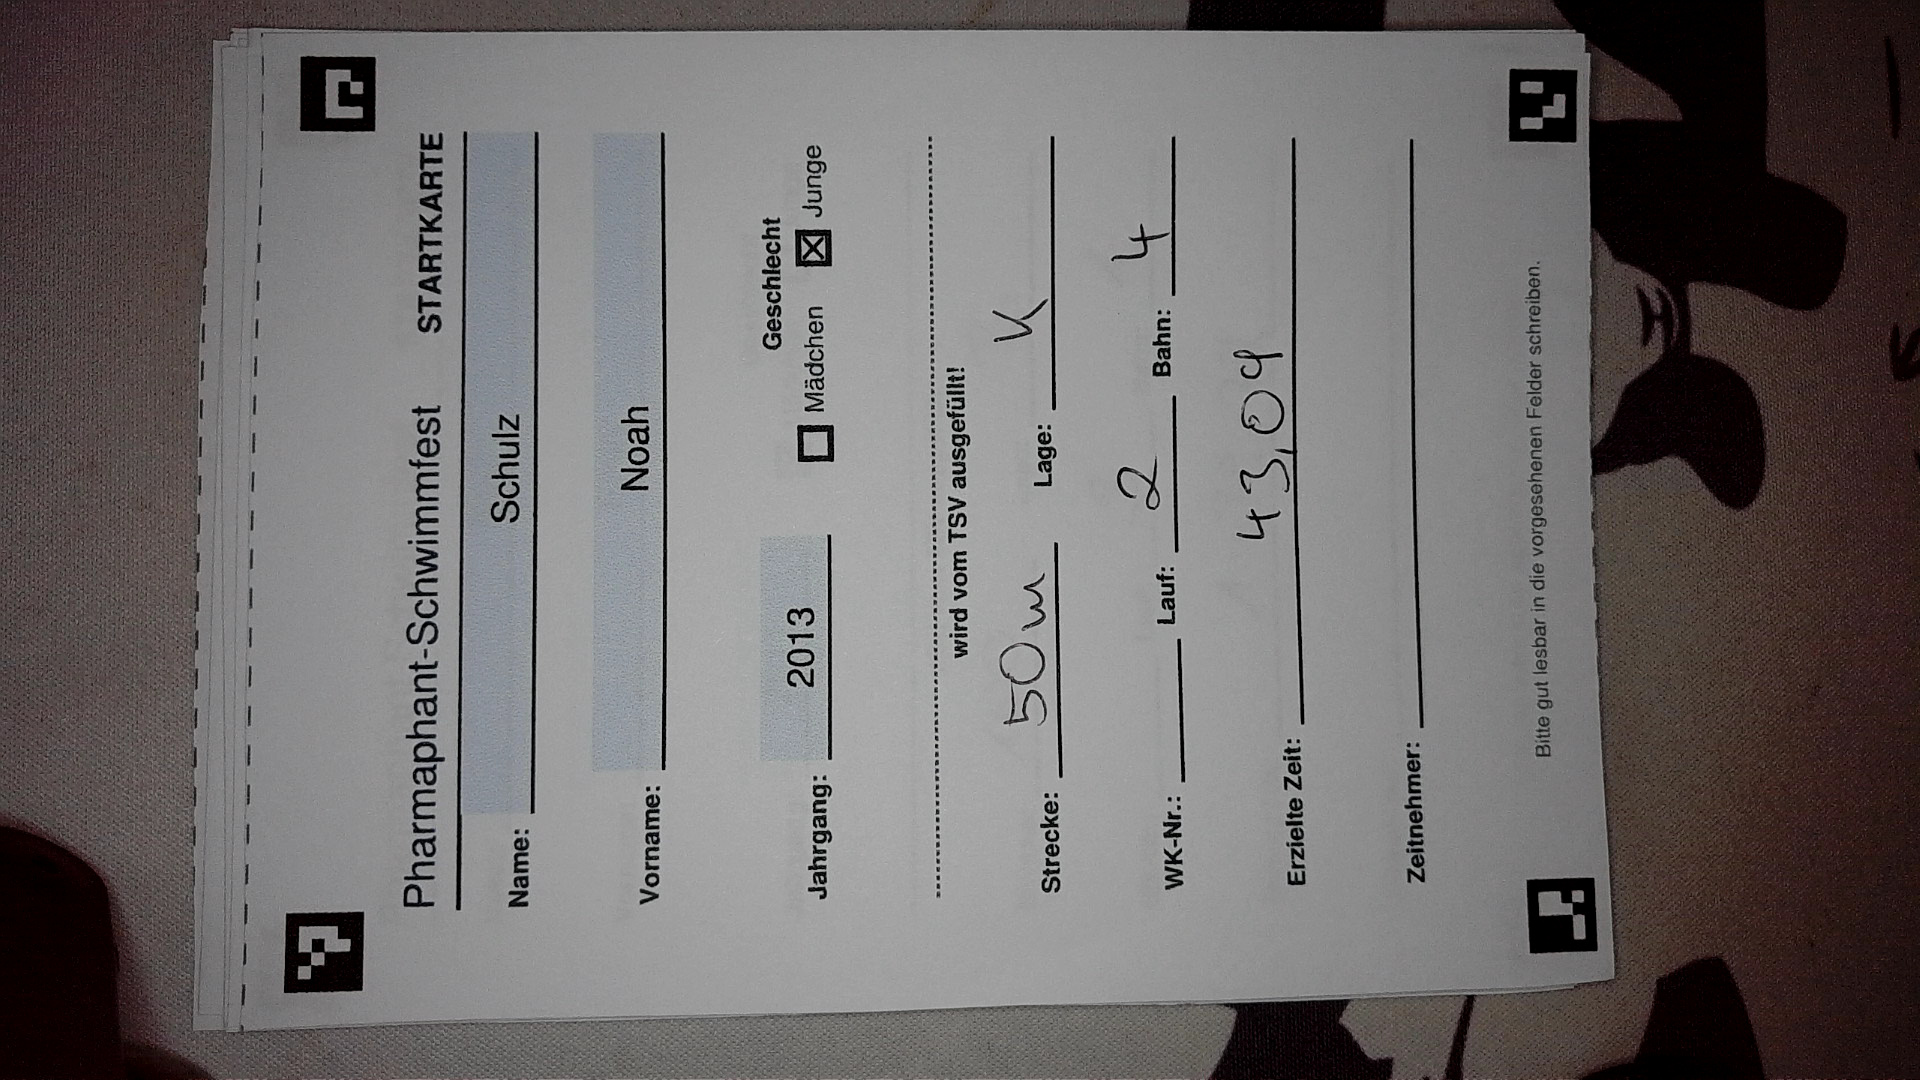 Pharmaphant-Schwimmfest STARTKARTE
Name: Schulz
Vorname: Noah
Geschlecht
Jahrgang: 2013 Mädchen Junge
wird vom TSV ausgefüllt!
Strecke: 50m Lage: K
WK-Nr.: Lauf: 2 Bahn: 4
Erzielte Zeit: 43,09
Zeitnehmer:
Bitte gut lesbar in die vorgesehenen Felder schreiben.